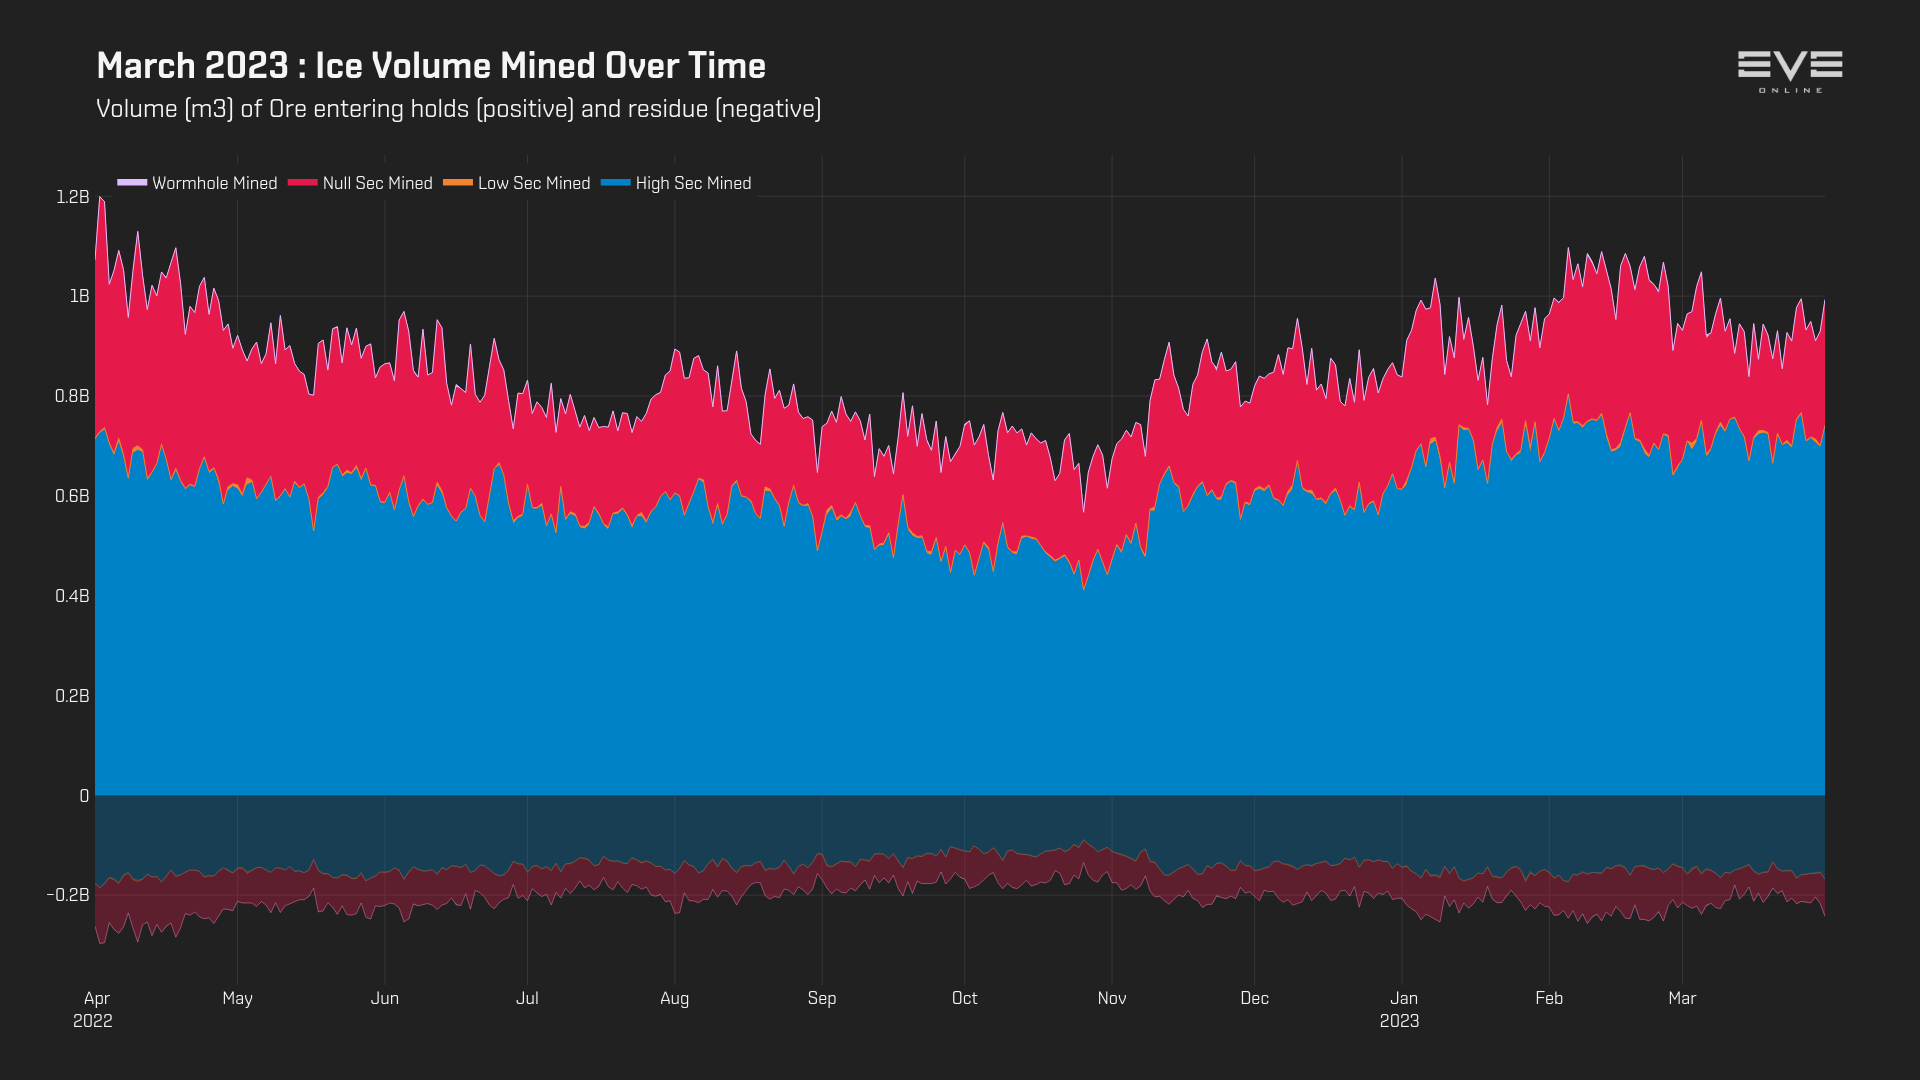 March 2023 : Ice Volume Mined Over Time
Volume (m3) of Ore entering holds (positive) and residue (negative)
EVE
ONLINE
Wormhole Mined Null Sec Mined Low Sec Mined High Sec Mined
1.2B
1B
0.8B
0.6B
0.4B
0.2B
0
−0.2B
Apr May Jun Jul Aug Sep Oct Nov Dec Jan Feb Mar
2022 2023